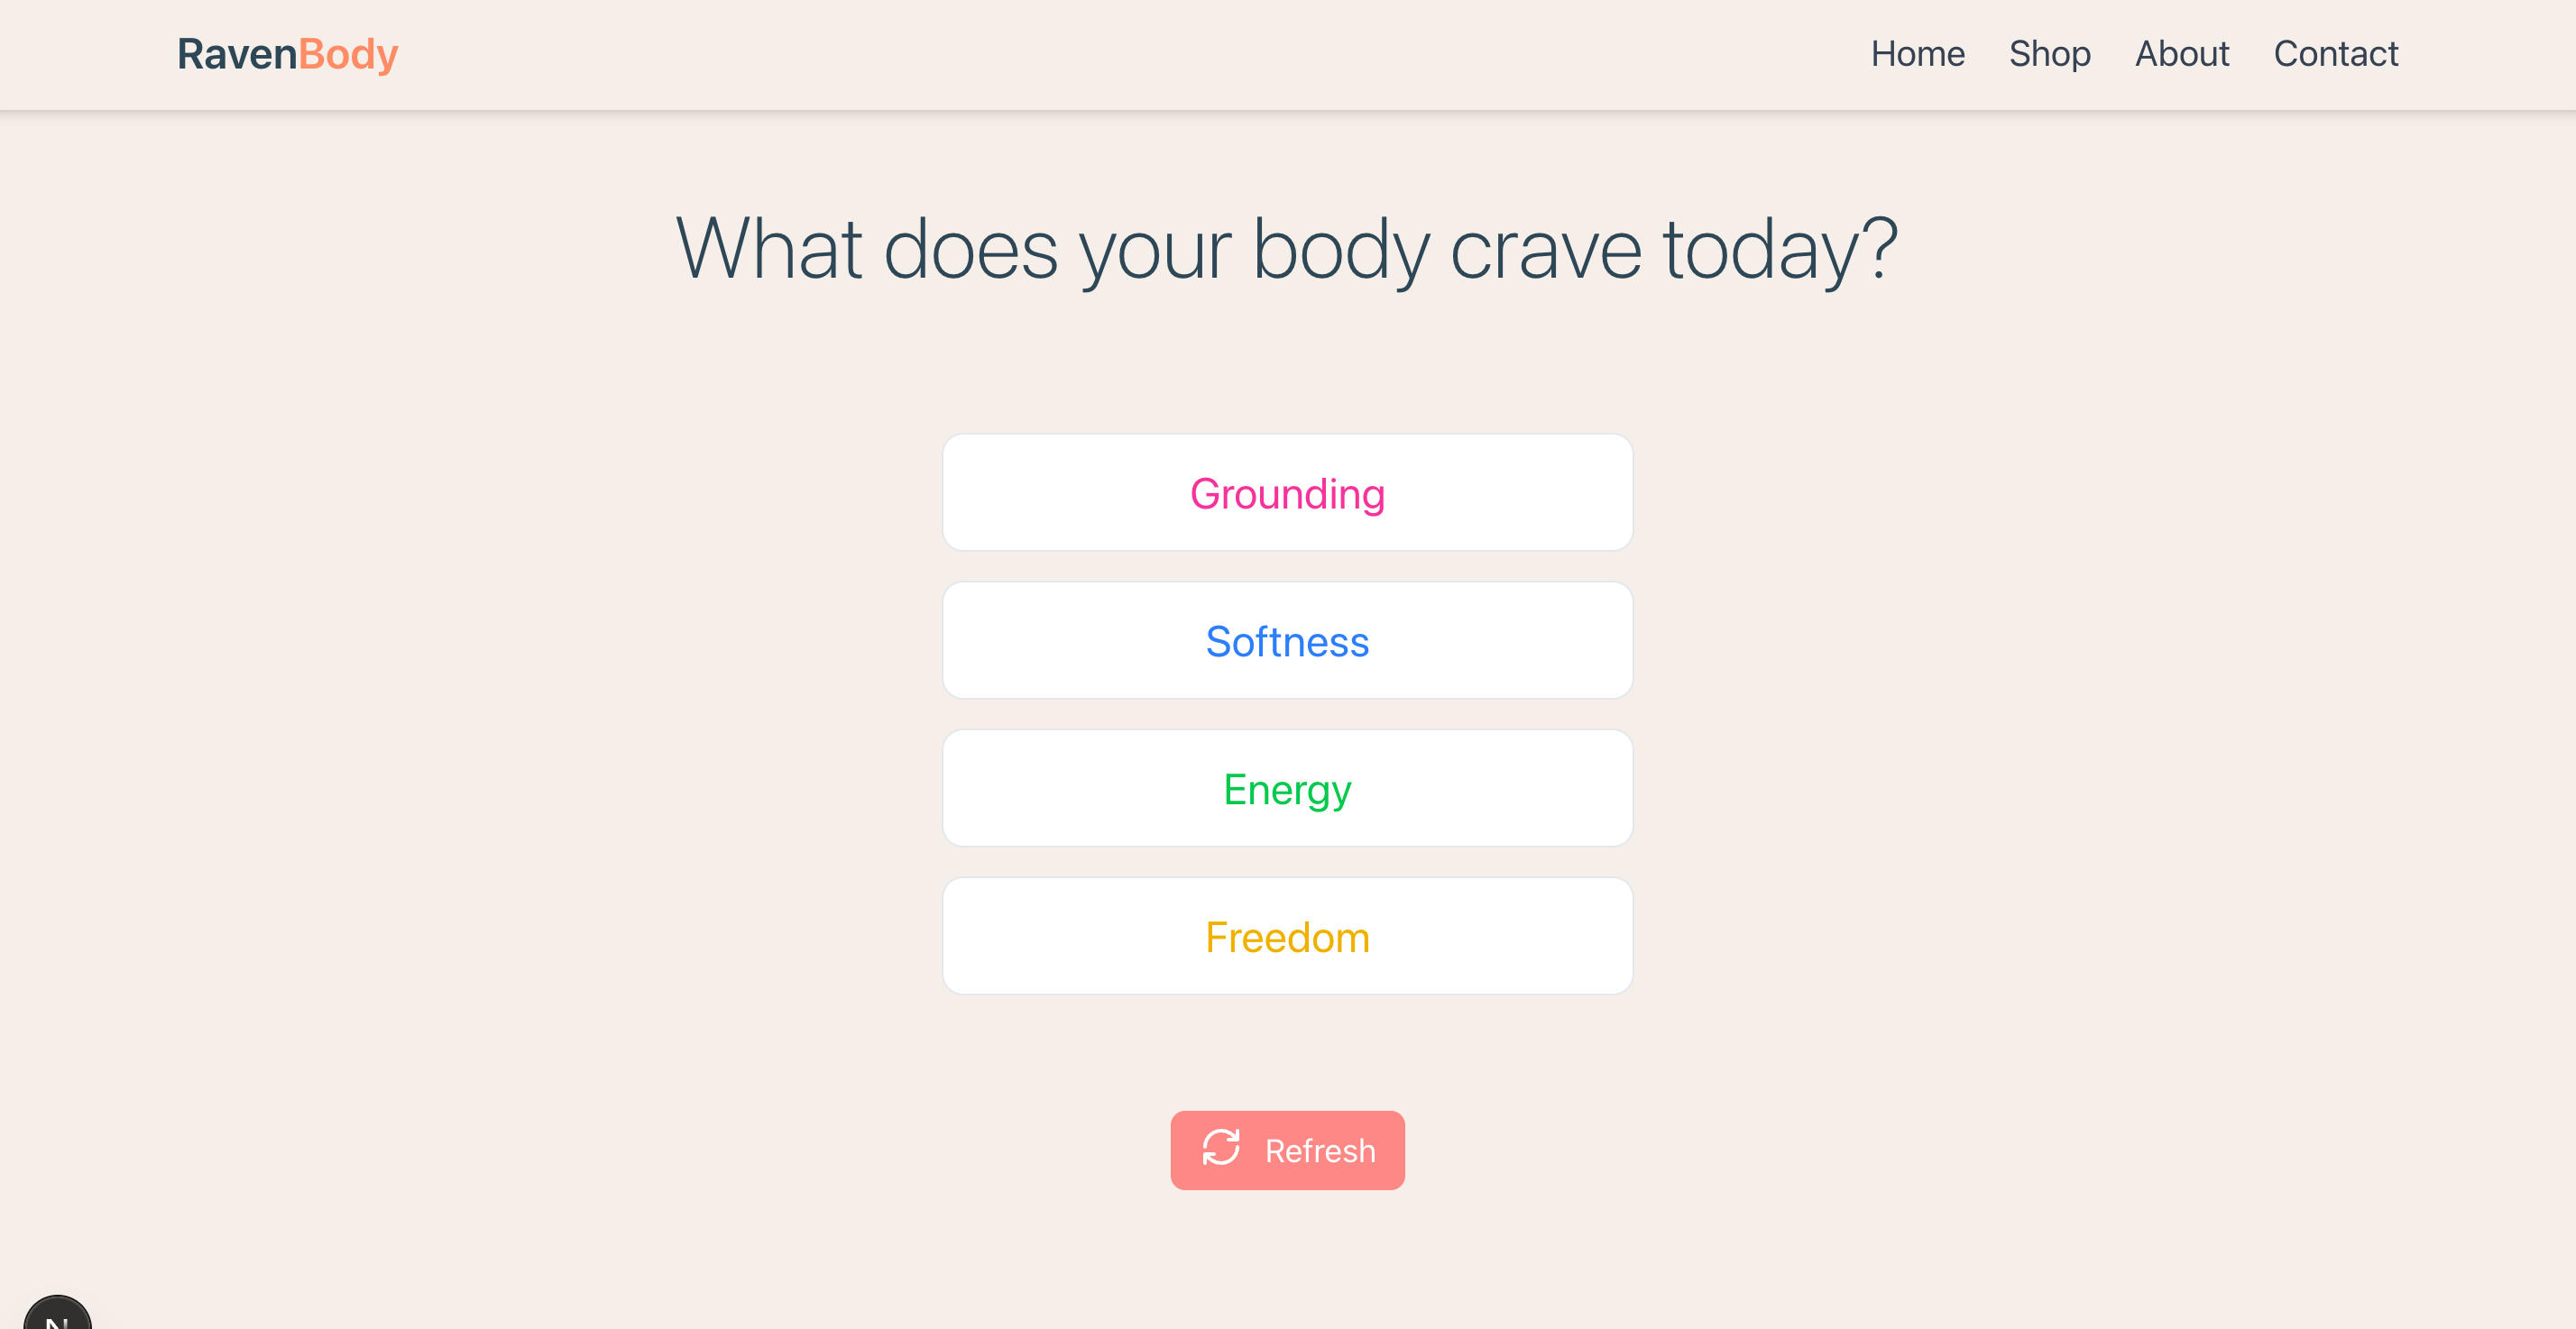 RavenBody
Home Shop About Contact
What does your body crave today?
Grounding
Softness
Energy
Freedom
Refresh